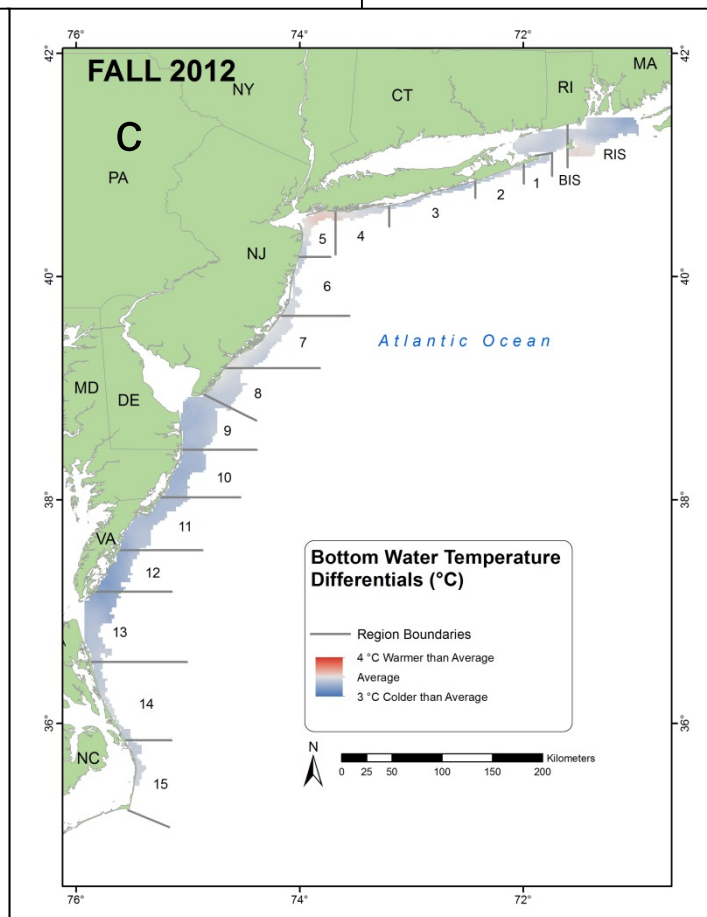 76° 74° 72°
42° 42°
FALL 2012
C
MA
NY
CT
RI
PA
RIS
BIS
1
2
3
4
5
NJ
40° 40°
6
7
Atlantic Ocean
MD
DE
8
9
10
38° 38°
11
VA
12
13
Bottom Water Temperature
Differentials (°C)
Region Boundaries
4 °C Warmer than Average
Average
3 °C Colder than Average
14
36° 36°
NC
15
N
Kilometers
0 25 50 100 150 200
76° 74° 72°